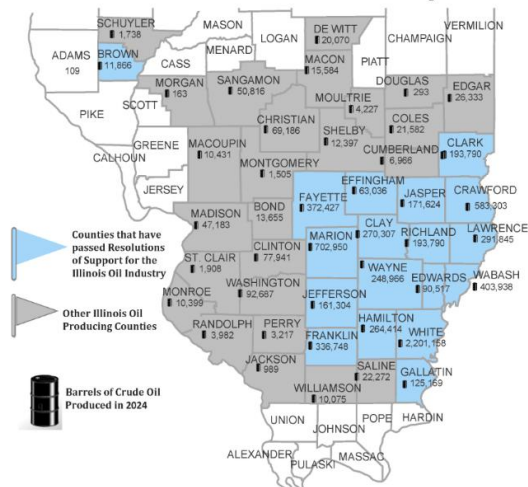 SCHUYLER
1,738
MASON
LOGAN
DE WITT
20,070
CHAMPAIGN
VERMILION
ADAMS
109
BROWN
11,866
CASS
MENARD
MACON
15,584
PIATT
MORGAN
163
SANGAMON
50,816
DOUGLAS
293
EDGAR
26,333
PIKE
SCOTT
MOULTRIE
4,227
COLES
21,582
CHRISTIAN
69,186
SHELBY
12,397
CUMBERLAND
6,966
CLARK
193,790
GREENE
MACOUPIN
10,431
CALHOUN
MONTGOMERY
1,505
JERSEY
EFFINGHAM
63,036
JASPER
171,624
CRAWFORD
583,303
FAYETTE
372,427
BOND
13,655
MADISON
47,183
CLAY
270,307
RICHLAND
193,790
LAWRENCE
291,845
MARION
702,950
CLINTON
77,941
ST. CLAIR
1,908
WAYNE
248,966
EDWARDS
90,517
WABASH
403,938
MONROE
10,399
WASHINGTON
92,687
JEFFERSON
161,304
RANDOLPH
3,982
PERRY
3,217
HAMILTON
264,414
WHITE
2,201,158
FRANKLIN
336,748
JACKSON
989
SALINE
22,272
GALLATIN
125,169
WILLIAMSON
10,075
UNION
JOHNSON
POPE
HARDIN
ALEXANDER
PULASKI
MASSAC
Counties that have
passed Resolutions
of Support for the
Illinois Oil Industry
Other Illinois Oil
Producing Counties
Barrels of Crude Oil
Produced in 2024